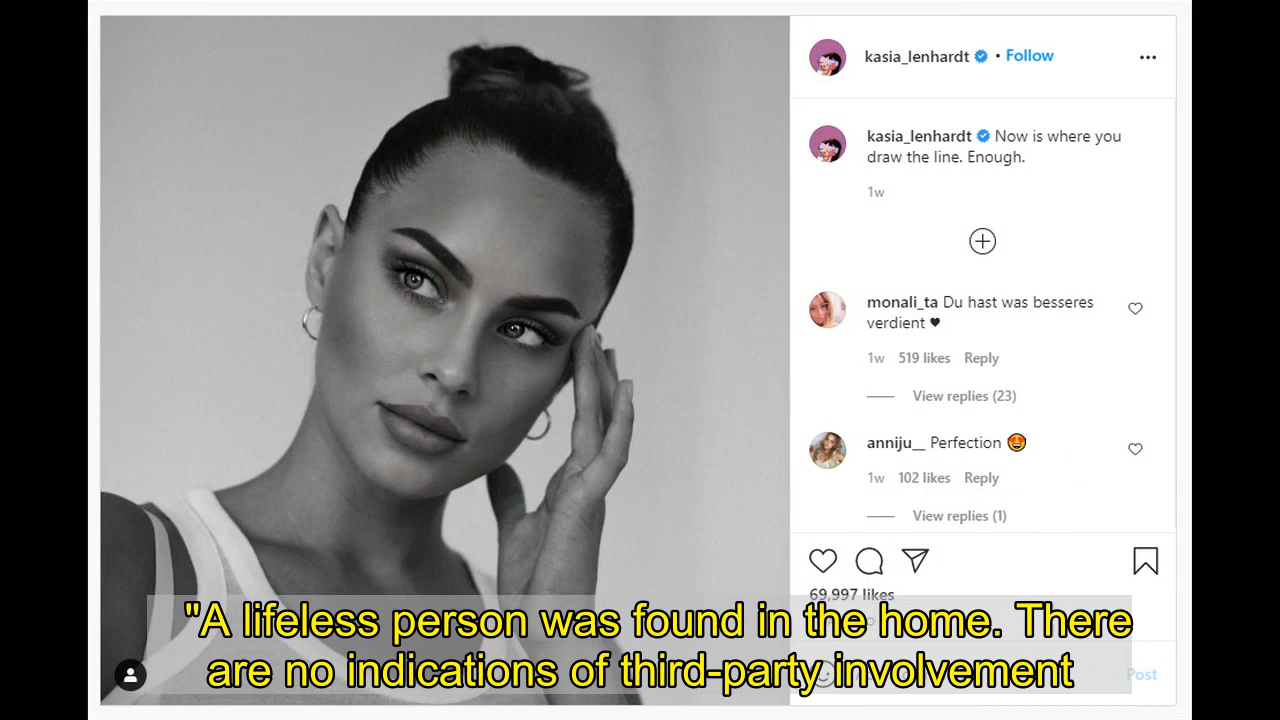 kasia_lenhardt • Follow
kasia_lenhardt Now is where you
draw the line. Enough.
1w
monali_ta Du hast was besseres
verdient ♥
1w 519 likes Reply
View replies (23)
anniju__ Perfection 😍
1w 102 likes Reply
View replies (1)
69,997 likes
"A lifeless person was found in the home. There
are no indications of third-party involvement
Post